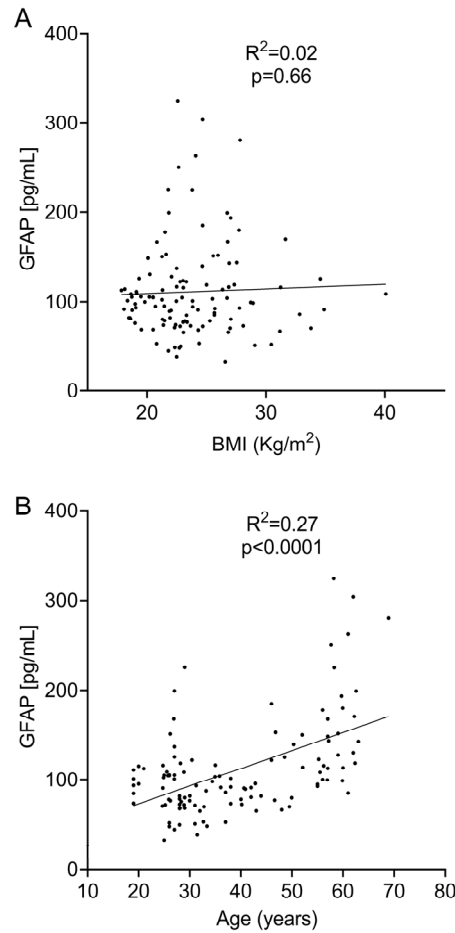 A
R²=0.02
p=0.66
GFAP [pg/mL]
400
300
200
100
0
20 30 40
BMI (Kg/m²)
B
R²=0.27
p<0.0001
GFAP [pg/mL]
400
300
200
100
0
10 20 30 40 50 60 70 80
Age (years)